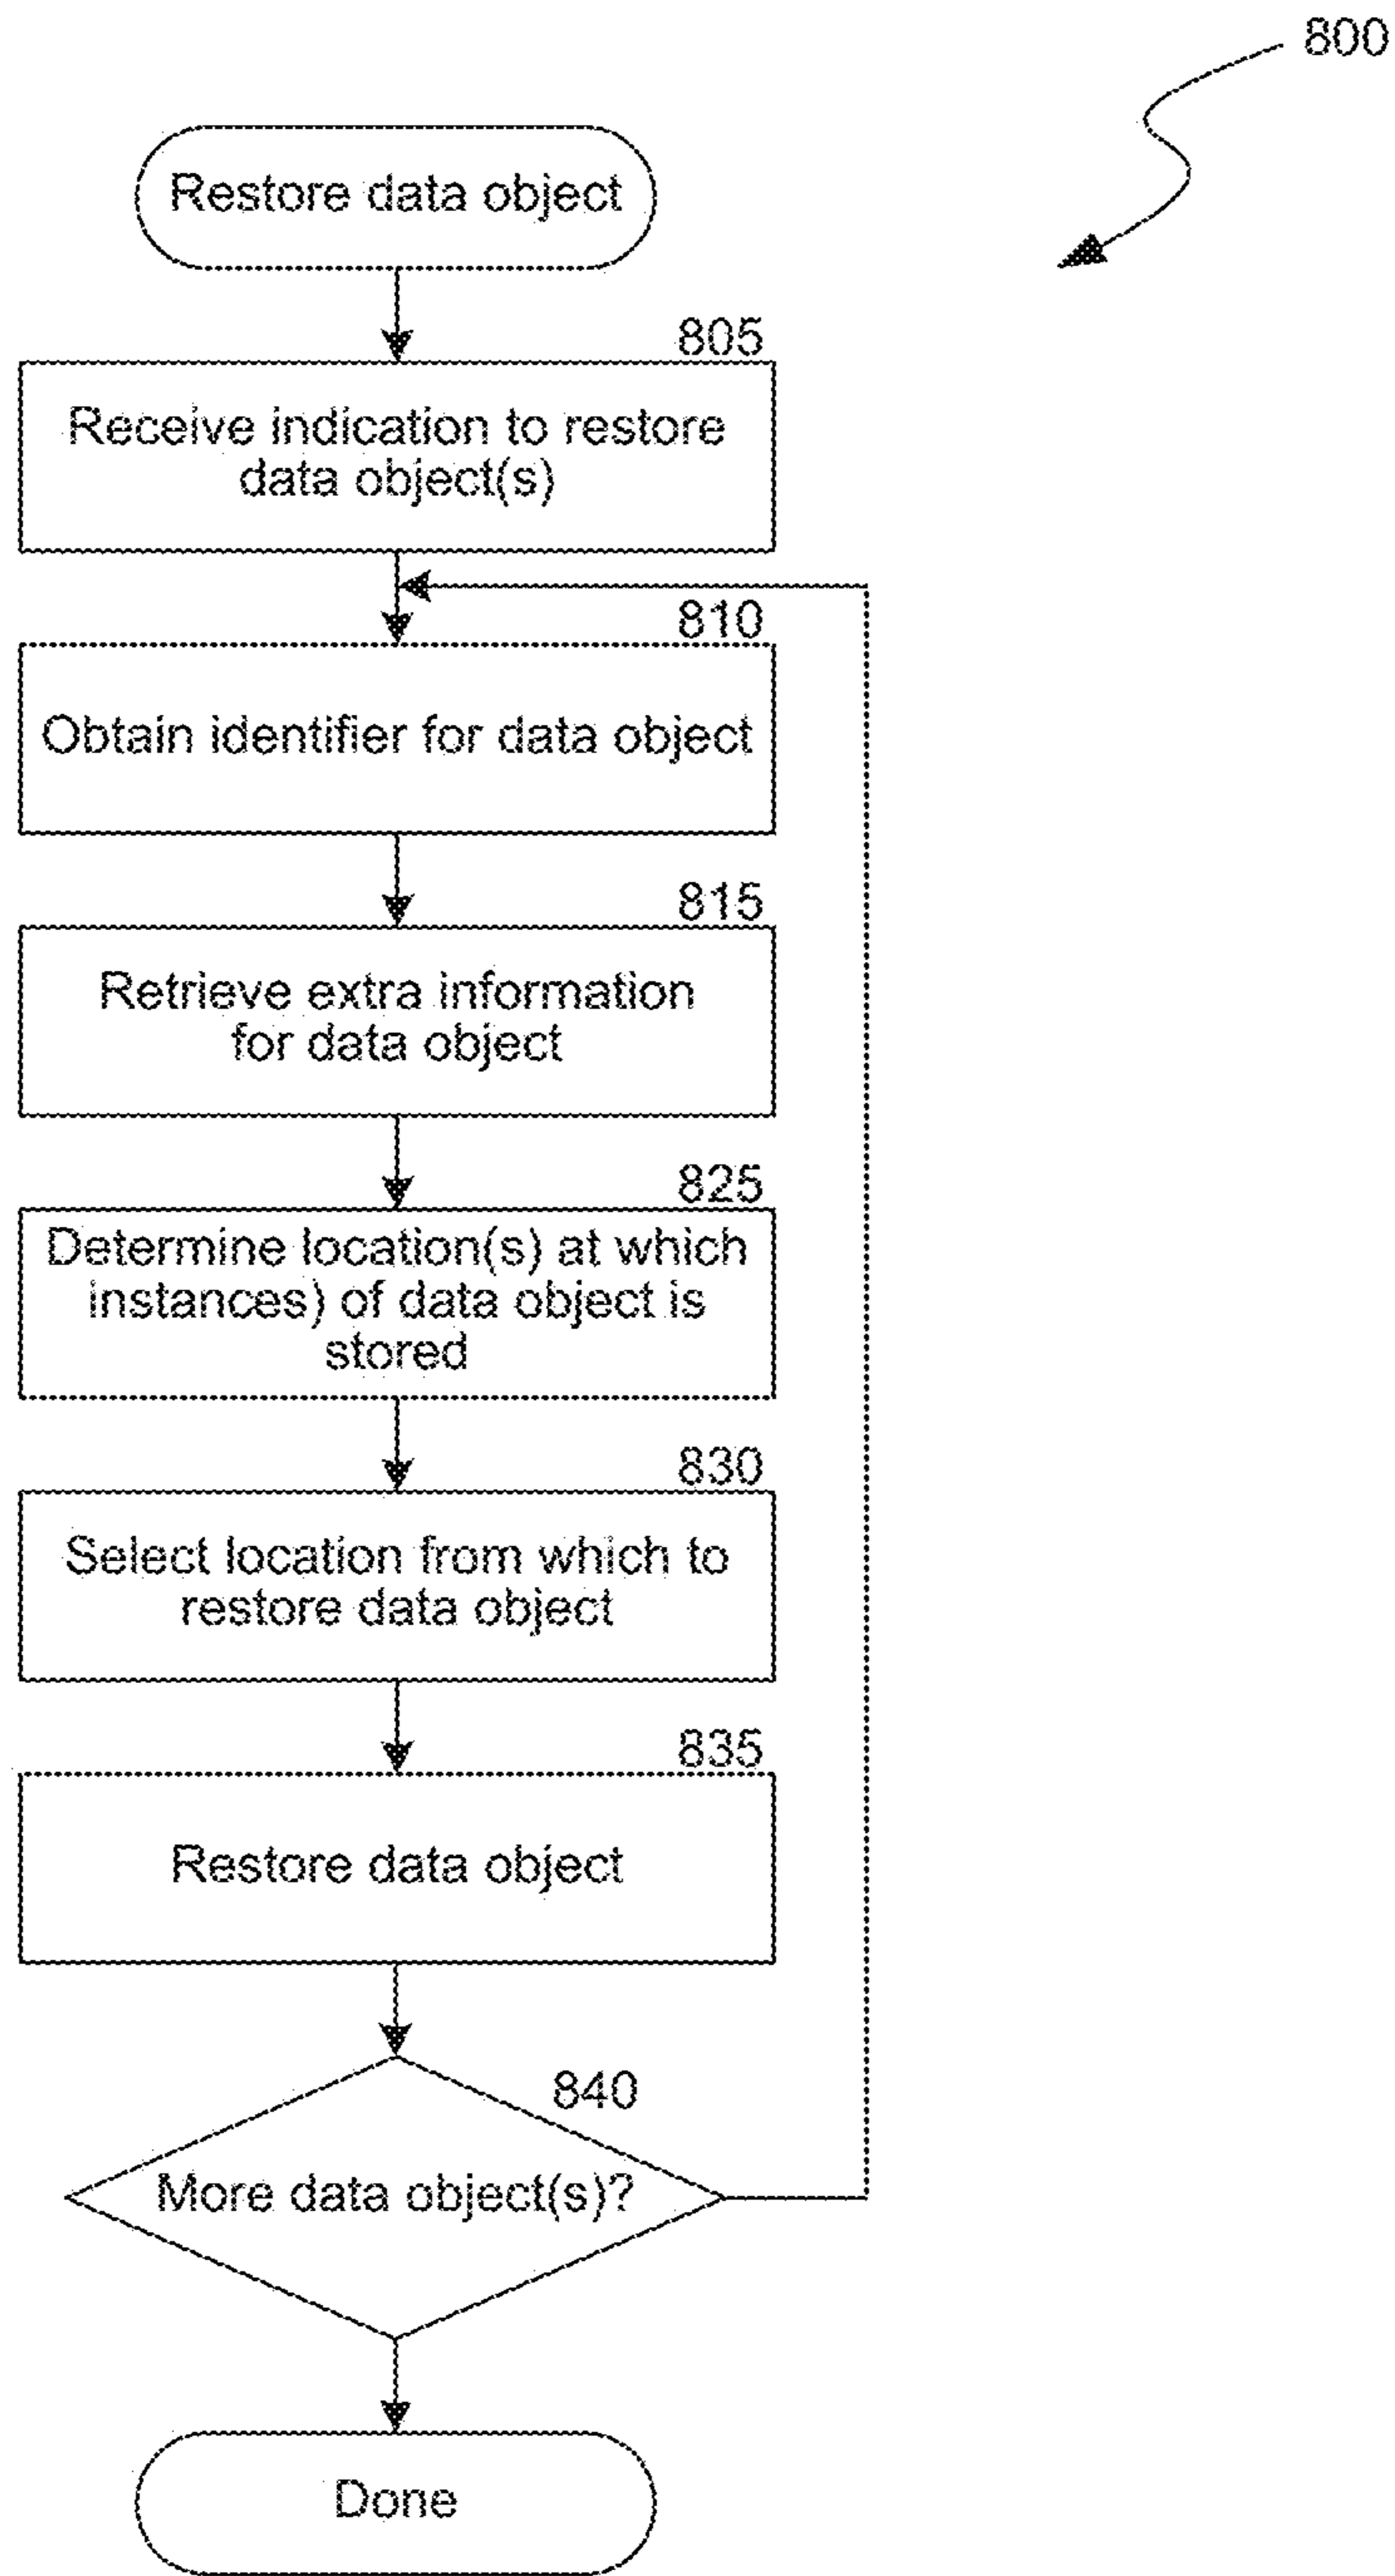 800
Restore data object
805
Receive indication to restore
data object(s)
810
Obtain identifier for data object
815
Retrieve extra information
for data object
825
Determine location(s) at which
instances) of data object is
stored
830
Select location from which to
restore data object
835
Restore data object
840
More data object(s)?
Done